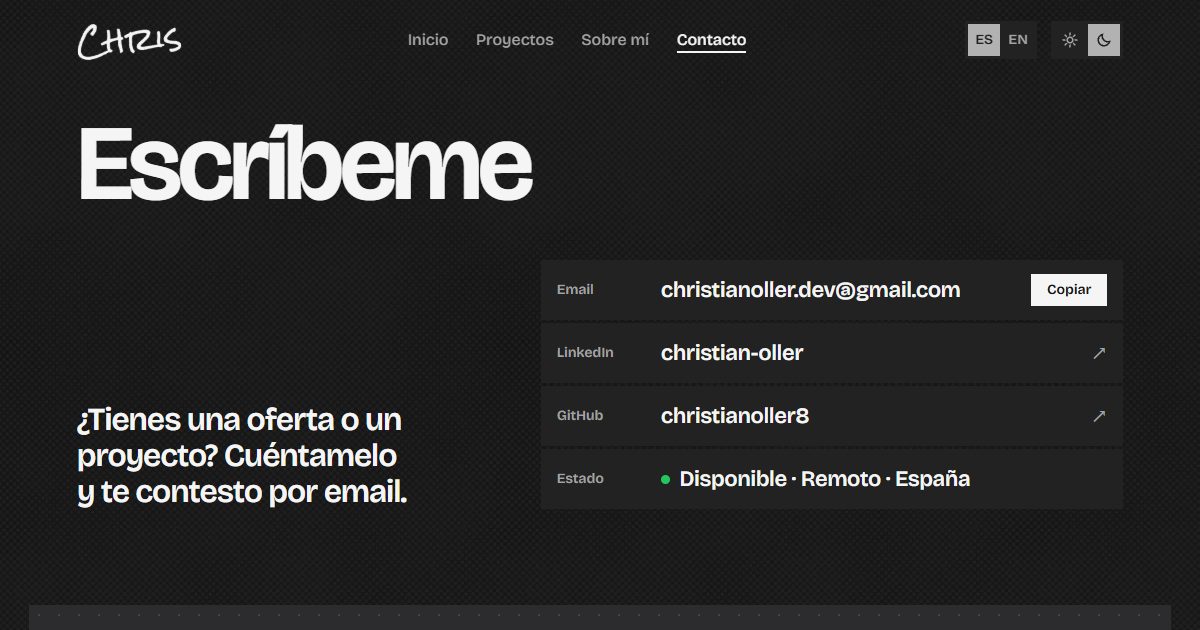 CHRIS
Inicio Proyectos Sobre mí Contacto
ES EN
Escríbeme
Email christianoller.dev@gmail.com Copiar
LinkedIn christian-oller ↗
GitHub christianoller8 ↗
Estado Disponible · Remoto · España
¿Tienes una oferta o un
proyecto? Cuéntamelo
y te contesto por email.